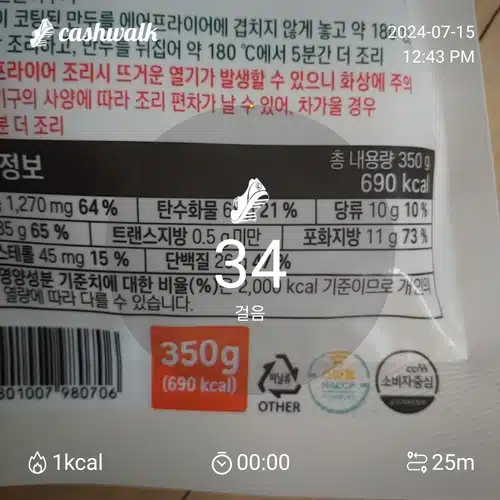 cashwalk
2024-07-15
12:43 PM
코팅된 만두를 에어프라이어에 겹치지 않게 놓고 약
조리하고, 만두를 뒤집어 약 180 ℃에서 5분간 더 조리
프라이어 조리시 뜨거운 열기가 발생할 수 있으니 화상에 주의
기구의 사양에 따라 조리 편차가 날 수 있어, 차가울 경우
분 더 조리
정보
총 내용량 350 g
690 kcal
1,270 mg 64 % 탄수화물 21 % 당류 10 g 10 %
35 g 65 % 트랜스지방 0.5 g 미만 포화지방 11 g 73 %
스테롤 45 mg 15 % 단백질
영양성분 기준치에 대한 비율(%)은 2,000 kcal 기준이므로 개인의
열량에 따라 다를 수 있습니다.
34
걸음
350g
(690 kcal)
801007 980706
비닐류
OTHER
HACCP
ccm
소비자중심
1kcal
00:00
25m